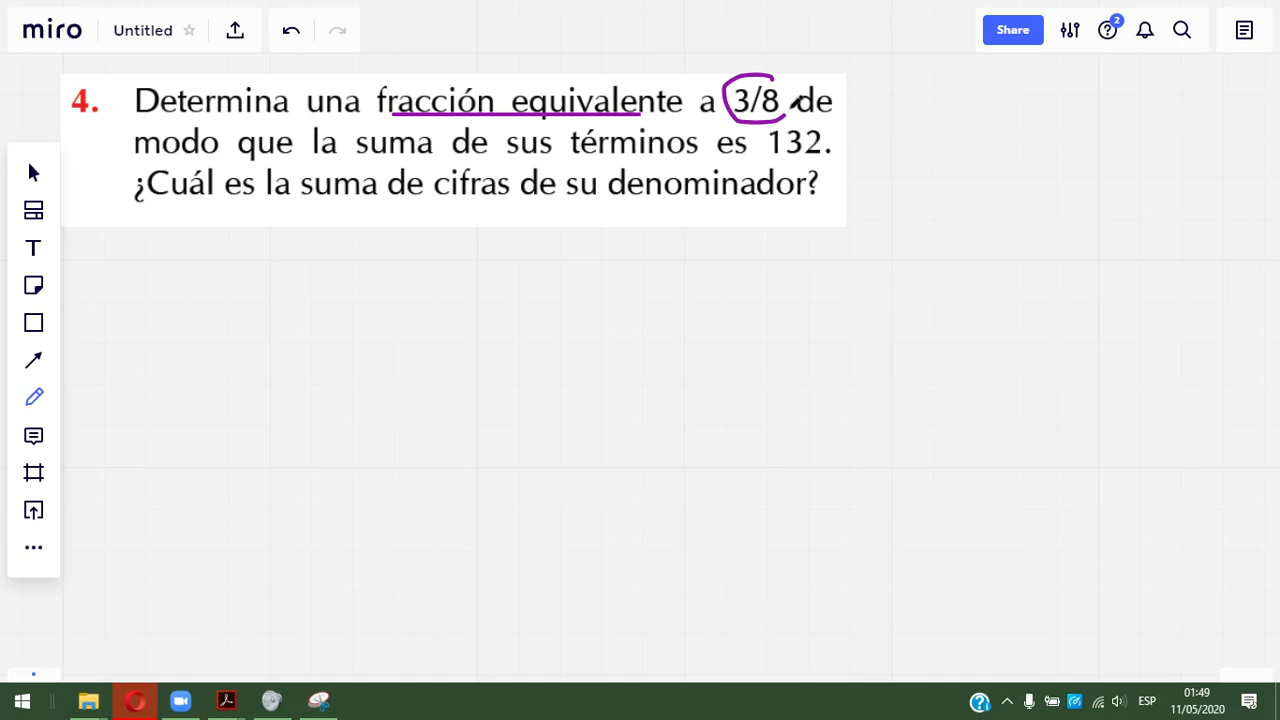 miro
Untitled
Share
2
4. Determina una fracción equivalente a 3/8 de
modo que la suma de sus términos es 132.
¿Cuál es la suma de cifras de su denominador?
T
ESP
01:49
11/05/2020